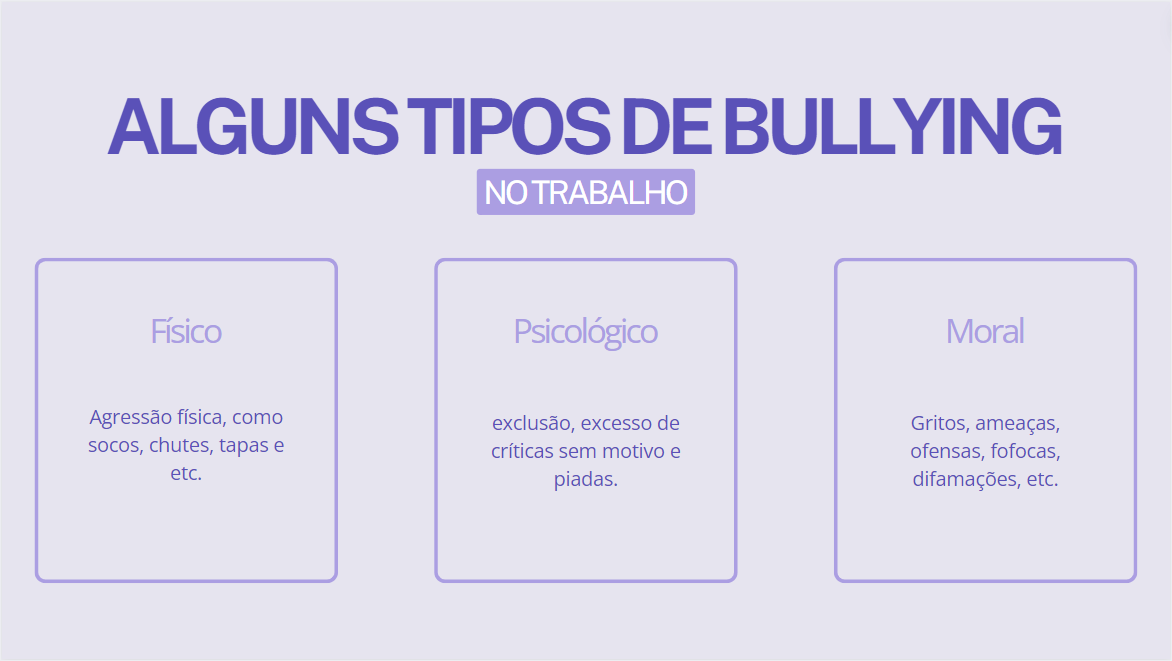 ALGUNS TIPOS DE BULLYING
NO TRABALHO
Físico
Agressão física, como
socos, chutes, tapas e
etc.
Psicológico
exclusão, excesso de
críticas sem motivo e
piadas.
Moral
Gritos, ameaças,
ofensas, fofocas,
difamações, etc.